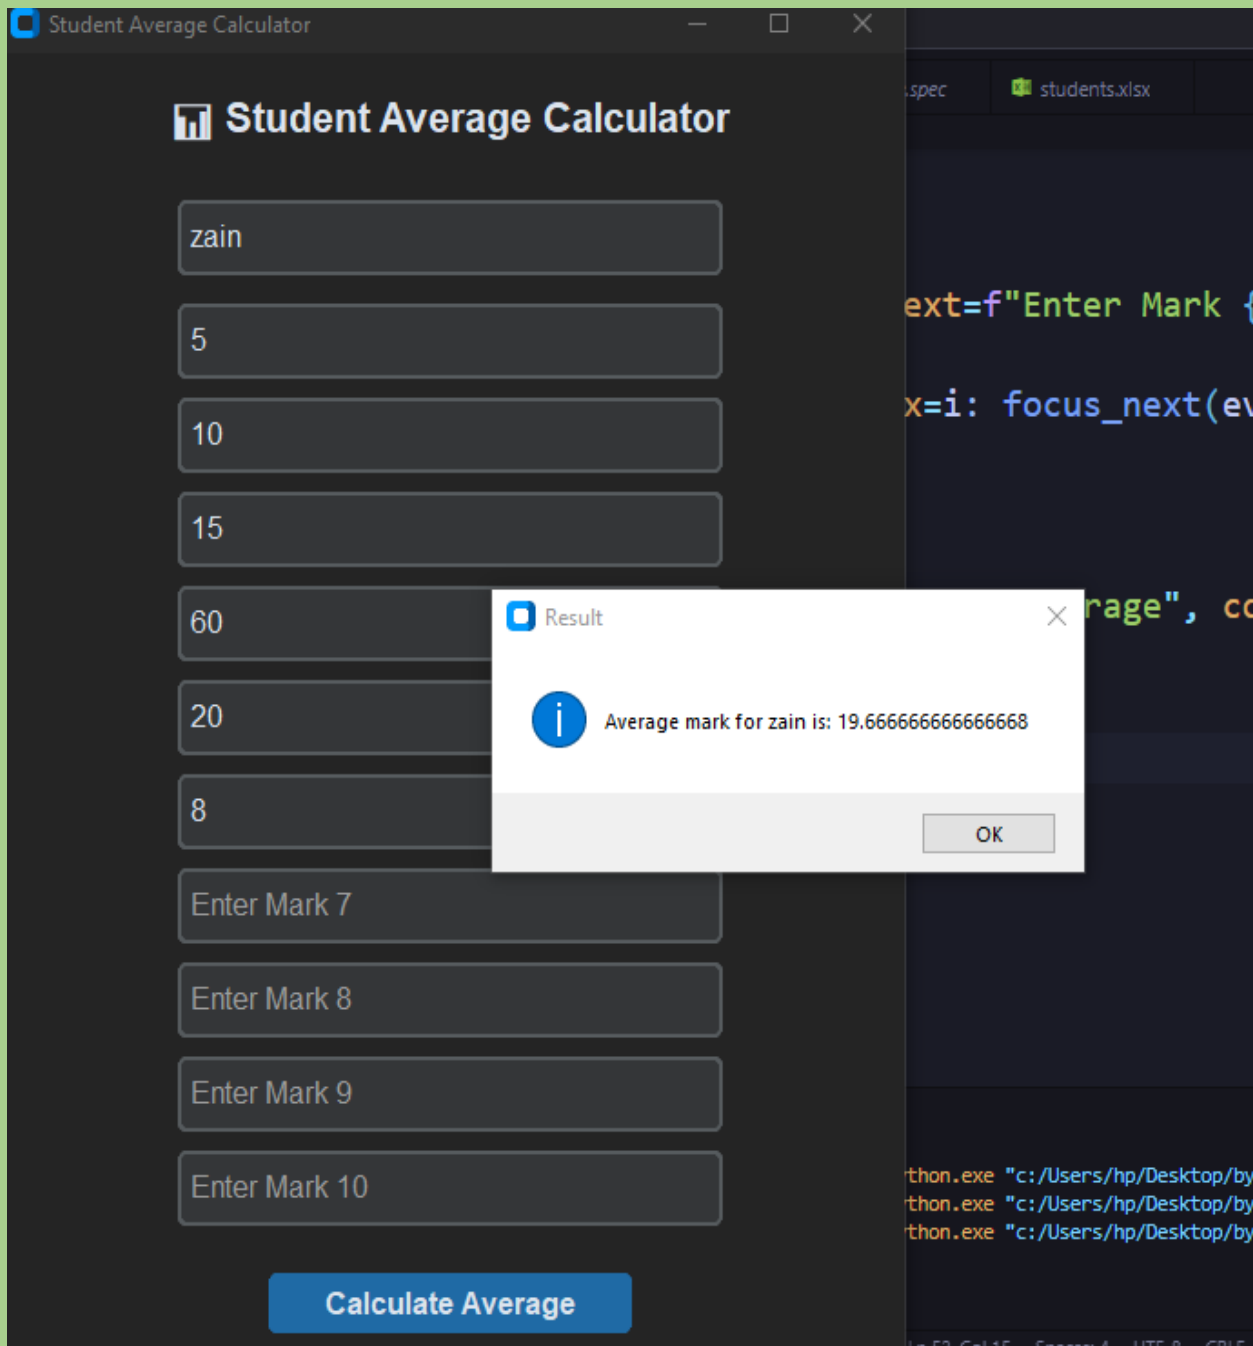 Student Average Calculator
.spec
students.xlsx
Student Average Calculator
zain
5
10
15
60
20
8
Enter Mark 7
Enter Mark 8
Enter Mark 9
Enter Mark 10
Calculate Average
ext=f"Enter Mark {
x=i: focus_next(ev
rage", co
Result
Average mark for zain is: 19.666666666666668
OK
thon.exe "c:/Users/hp/Desktop/by
thon.exe "c:/Users/hp/Desktop/by
thon.exe "c:/Users/hp/Desktop/by